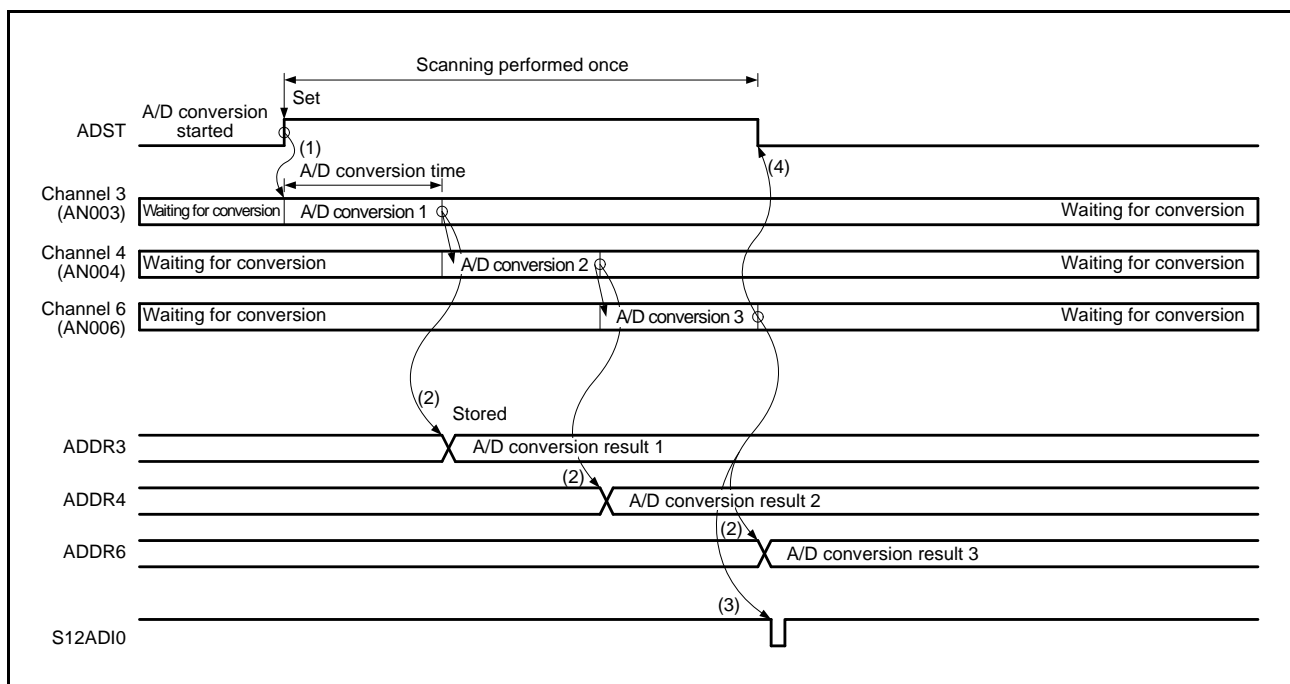 Scanning performed once
Set
A/D conversion
started
ADST
(1)
(4)
A/D conversion time
Channel 3
(AN003)
Waiting for conversion
A/D conversion 1
Waiting for conversion
Channel 4
(AN004)
Waiting for conversion
A/D conversion 2
Waiting for conversion
Channel 6
(AN006)
Waiting for conversion
A/D conversion 3
Waiting for conversion
(2)
Stored
ADDR3
A/D conversion result 1
(2)
ADDR4
A/D conversion result 2
(2)
ADDR6
A/D conversion result 3
(3)
S12ADI0